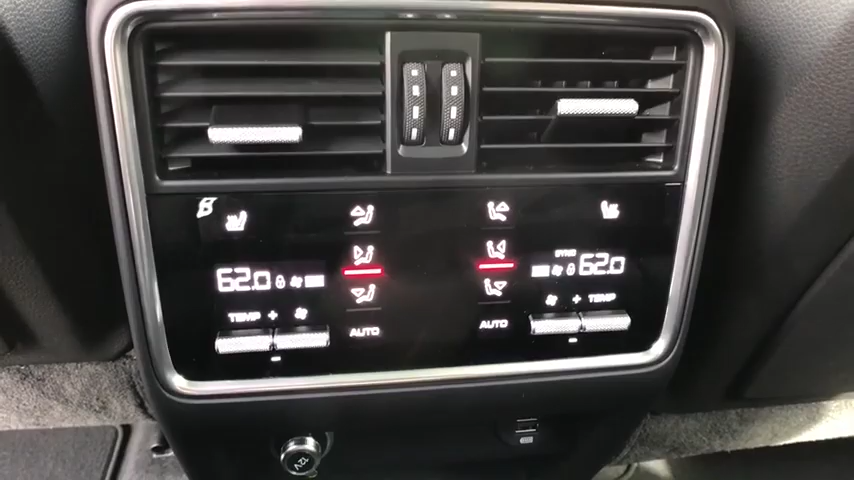 SYNC
62.0
62.0
TEMP +
+ TEMP
AUTO
AUTO
12V